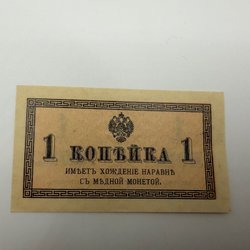 1 КОПѢЙКА 1
ИМѢЕТЪ ХОЖДЕНІЕ НАРАВНѢ
СЪ МѢДНОЙ МОНЕТОЙ.